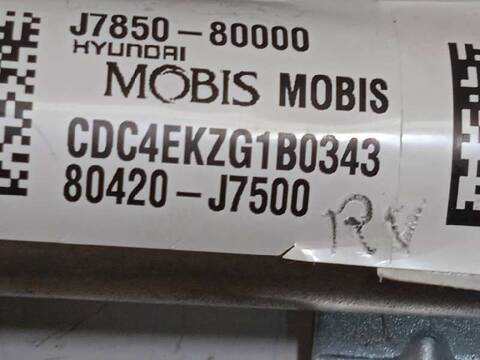 J7850-80000
HYUNDAI
MOBIS MOBIS
CDC4EKZG1B0343
80420-J7500
RV